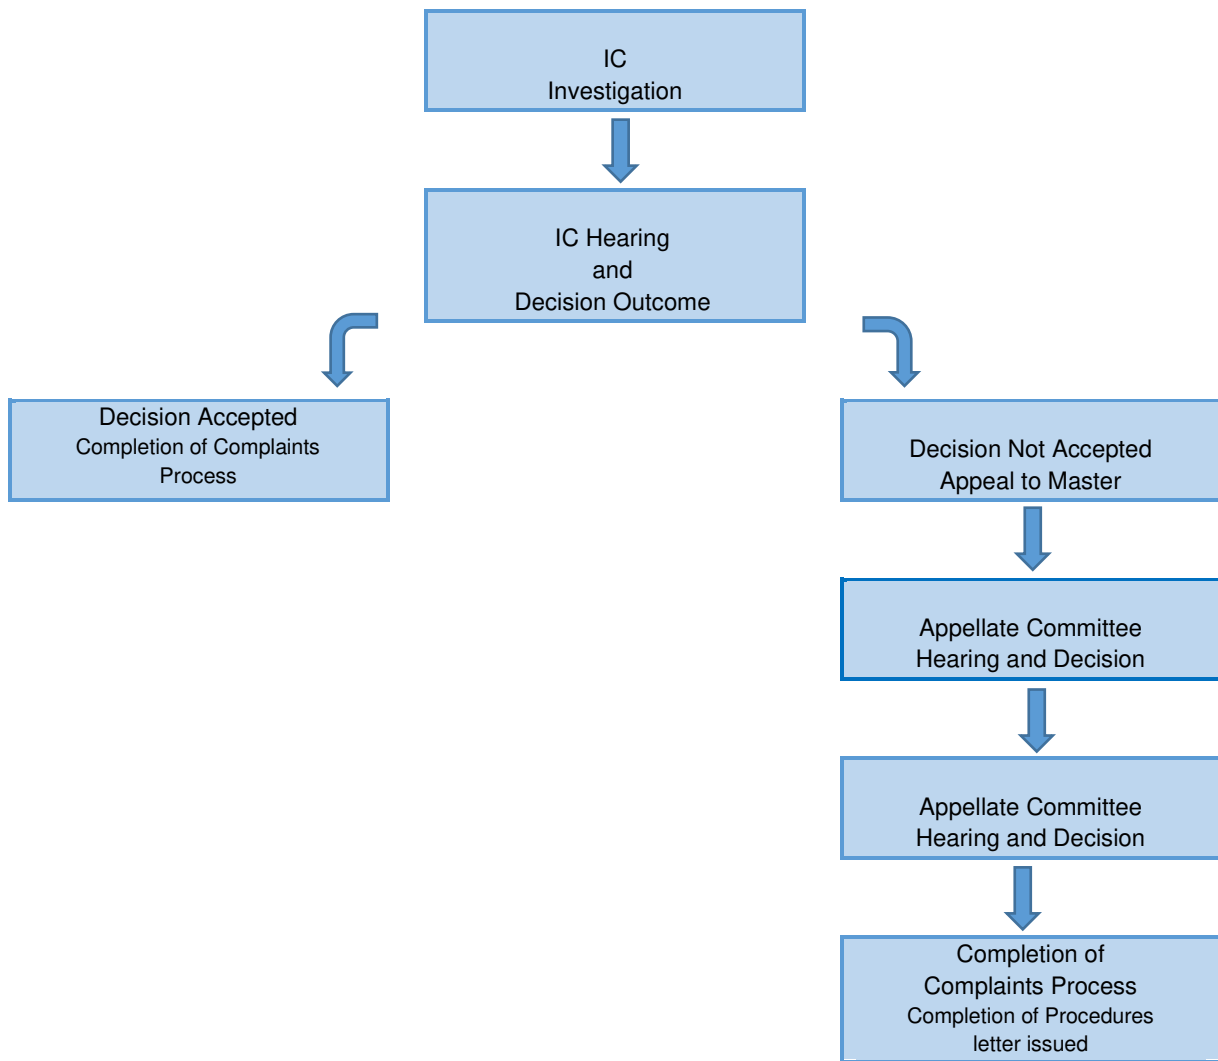 IC
Investigation
IC Hearing
and
Decision Outcome
Decision Accepted
Completion of Complaints
Process
Decision Not Accepted
Appeal to Master
Appellate Committee
Hearing and Decision
Appellate Committee
Hearing and Decision
Completion of
Complaints Process
Completion of Procedures
letter issued